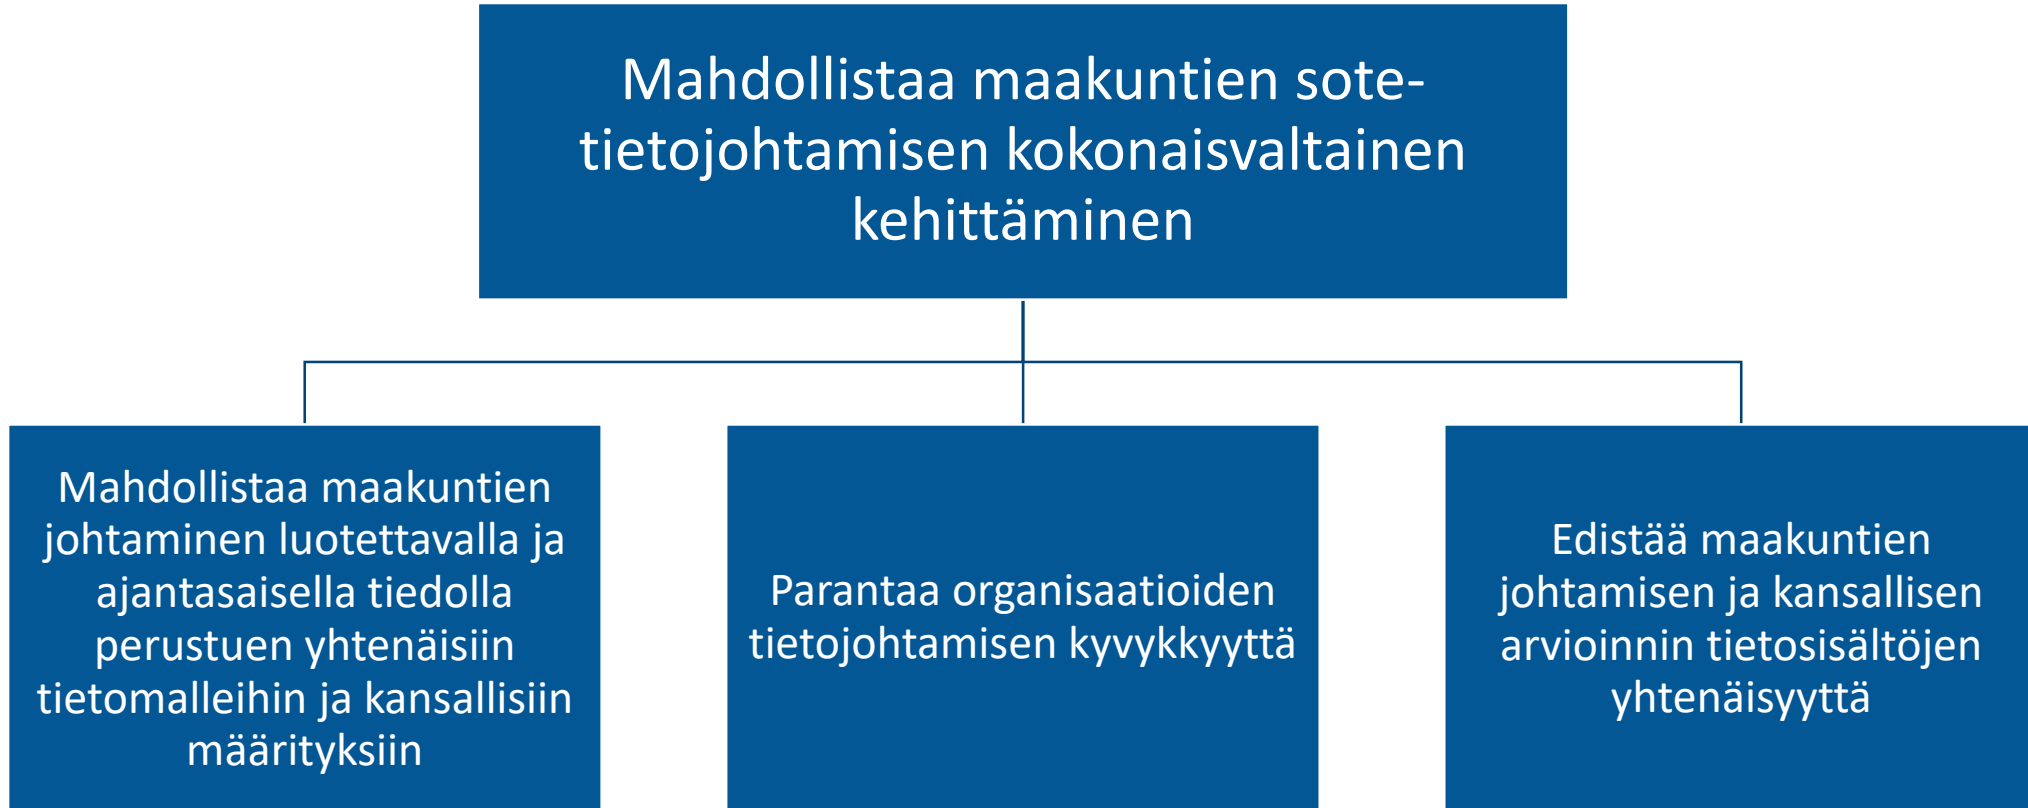 Mahdollistaa maakuntien sote-
tietojohtamisen kokonaisvaltainen
kehittäminen
Mahdollistaa maakuntien
johtaminen luotettavalla ja
ajantasaisella tiedolla
perustuen yhtenäisiin
tietomalleihin ja kansallisiin
määrityksiin
Parantaa organisaatioiden
tietojohtamisen kyvykkyyttä
Edistää maakuntien
johtamisen ja kansallisen
arvioinnin tietosisältöjen
yhtenäisyyttä